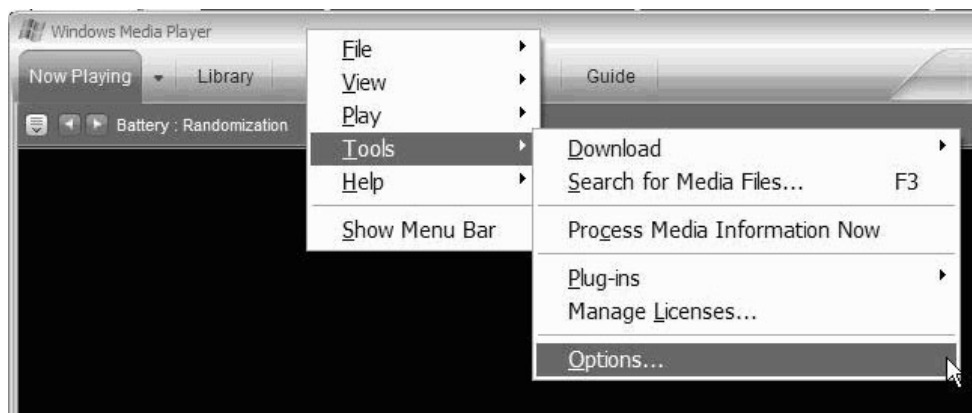 Windows Media Player
Now Playing
Library
Guide
Battery : Randomization
File
View
Play
Tools
Help
Show Menu Bar
Download
Search for Media Files... F3
Process Media Information Now
Plug-ins
Manage Licenses...
Options...